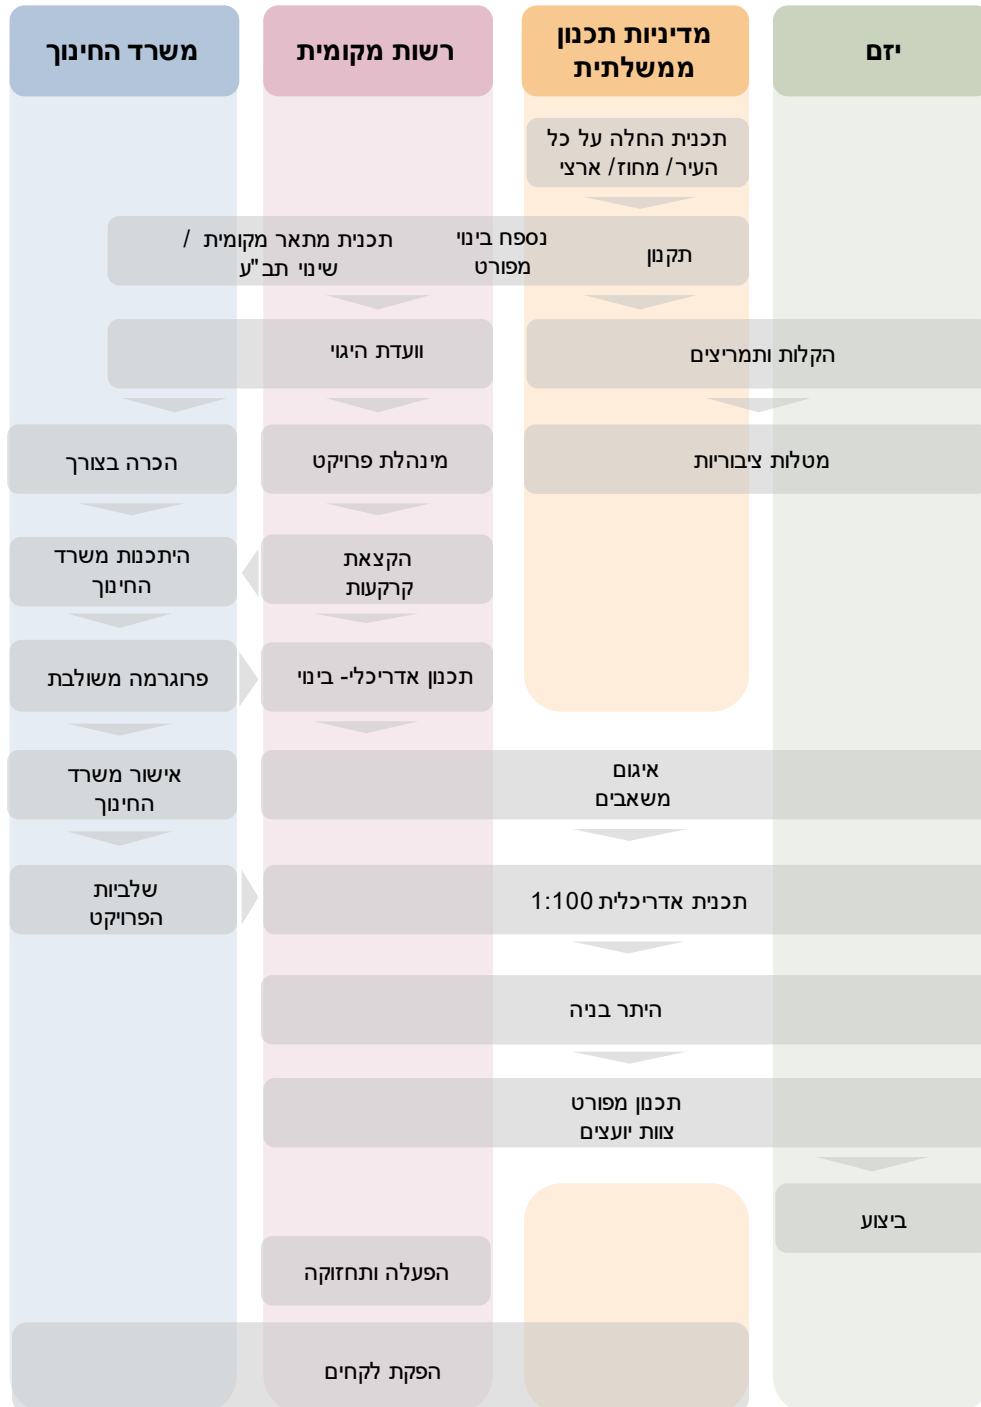 יזם
מדיניות תכנון
ממשלתית
רשות מקומית
משרד החינוך
תכנית החלה על כל
העיר/ מחוז/ ארצי
תקנון
נספח בינוי
מפורט
תכנית מתאר מקומית /
שינוי תב"ע
הקלות ותמריצים
וועדת היגוי
מטלות ציבוריות
מינהלת פרויקט
הכרה בצורך
הקצאת
קרקעות
היתכנות משרד
החינוך
תכנון אדריכלי- בינוי
פרוגרמה משולבת
איגום
משאבים
אישור משרד
החינוך
תכנית אדריכלית 1:100
שלביות
הפרויקט
היתר בניה
תכנון מפורט
צוות יועצים
ביצוע
הפעלה ותחזוקה
הפקת לקחים